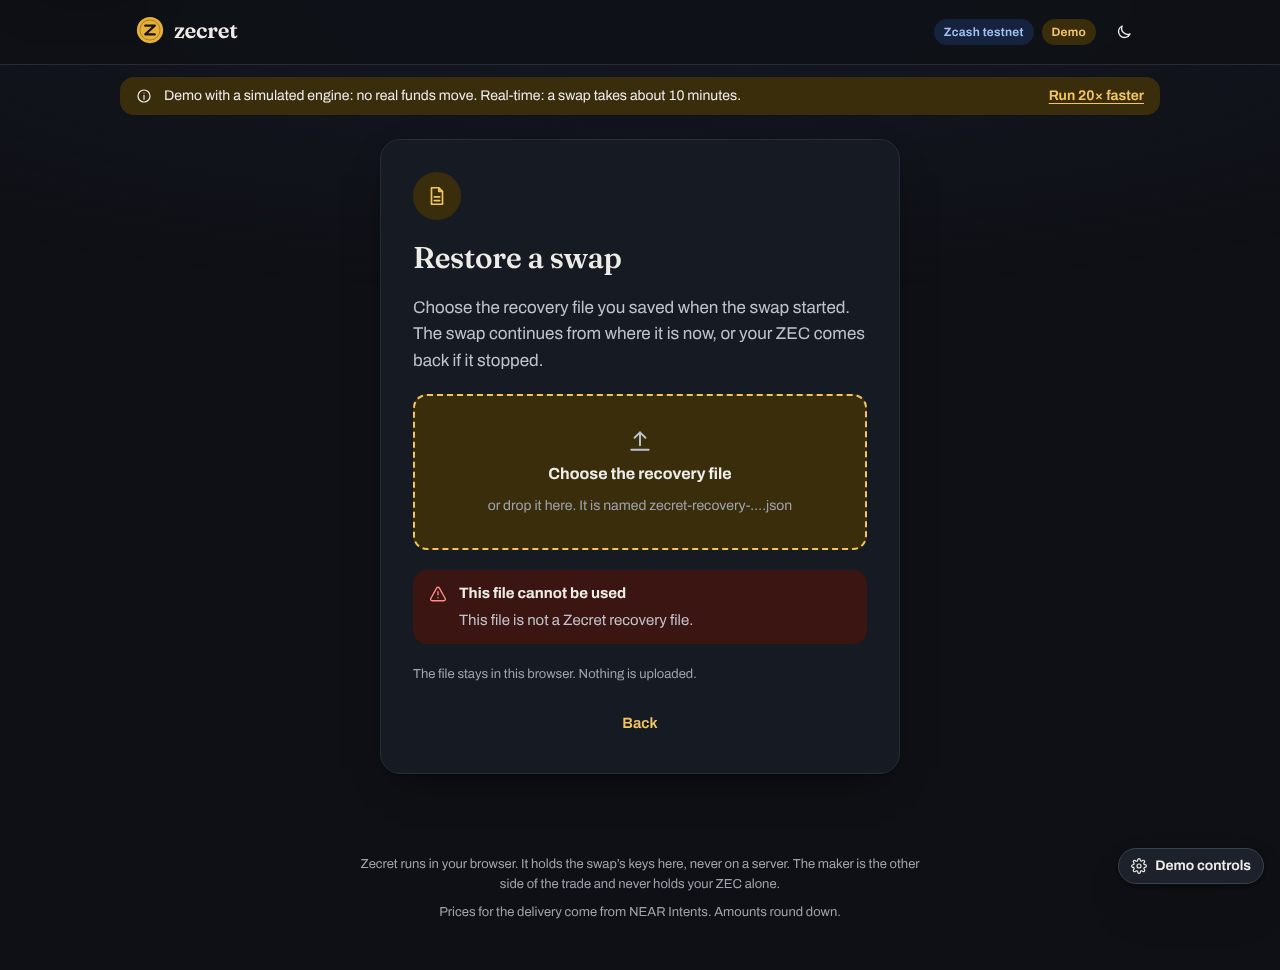 zecret
Zcash testnet
Demo
Demo with a simulated engine: no real funds move. Real-time: a swap takes about 10 minutes.
Run 20× faster
Restore a swap
Choose the recovery file you saved when the swap started.
The swap continues from where it is now, or your ZEC comes
back if it stopped.
Choose the recovery file
or drop it here. It is named zecret-recovery-….json
This file cannot be used
This file is not a Zecret recovery file.
The file stays in this browser. Nothing is uploaded.
Back
Zecret runs in your browser. It holds the swap's keys here, never on a server. The maker is the other
side of the trade and never holds your ZEC alone.
Prices for the delivery come from NEAR Intents. Amounts round down.
Demo controls